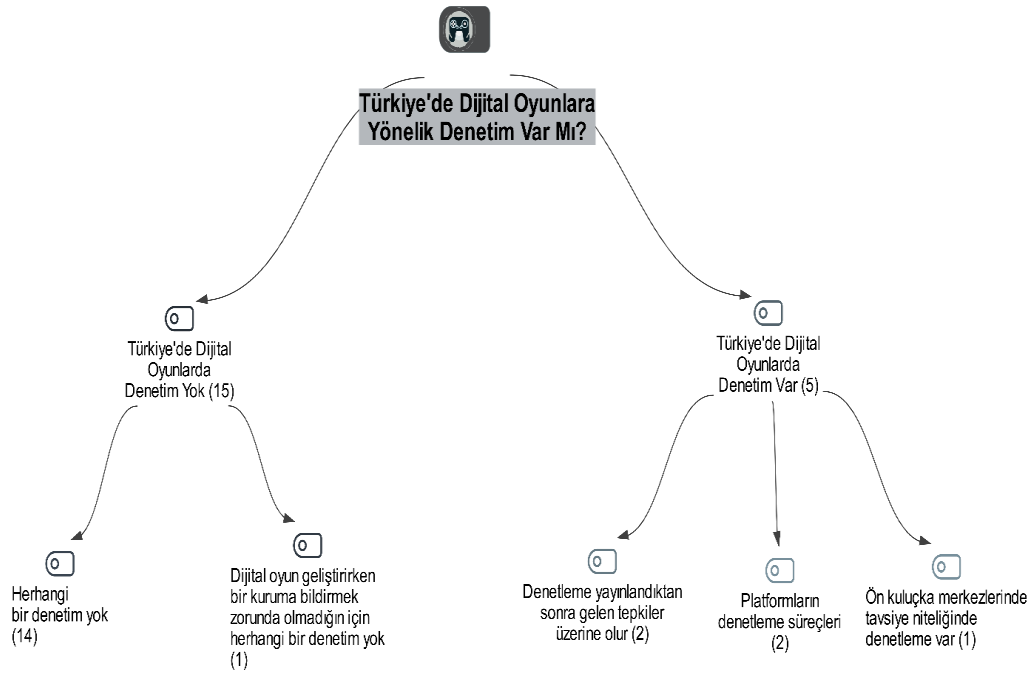 Türkiye'de Dijital Oyunlara
Yönelik Denetim Var Mı?
Türkiye'de Dijital
Oyunlarda
Denetim Yok (15)
Türkiye'de Dijital
Oyunlarda
Denetim Var (5)
Herhangi
bir denetim yok
(14)
Dijital oyun geliştirirken
bir kuruma bildirmek
zorunda olmadığın için
herhangi bir denetim yok
(1)
Denetleme yayınlandıktan
sonra gelen tepkiler
üzerine olur (2)
Platformların
denetleme süreçleri
(2)
Ön kuluçka merkezlerinde
tavsiye niteliğinde
denetleme var (1)